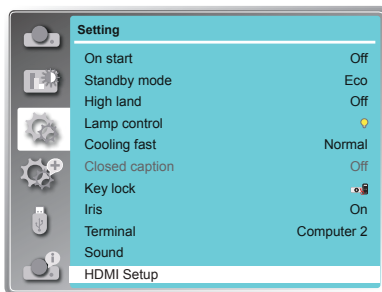 Setting
On start Off
Standby mode Eco
High land Off
Lamp control
Cooling fast Normal
Closed caption Off
Key lock
Iris On
Terminal Computer 2
Sound
HDMI Setup